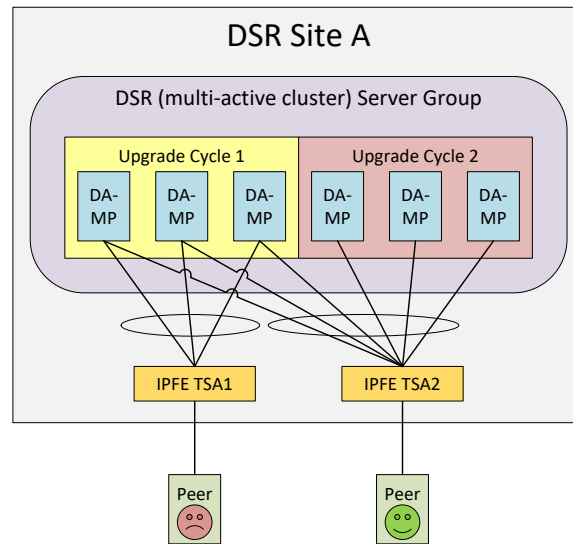 DSR Site A
DSR (multi-active cluster) Server Group
Upgrade Cycle 1
Upgrade Cycle 2
DA-
MP
DA-
MP
DA-
MP
DA-
MP
DA-
MP
DA-
MP
IPFE TSA1
IPFE TSA2
Peer
Peer